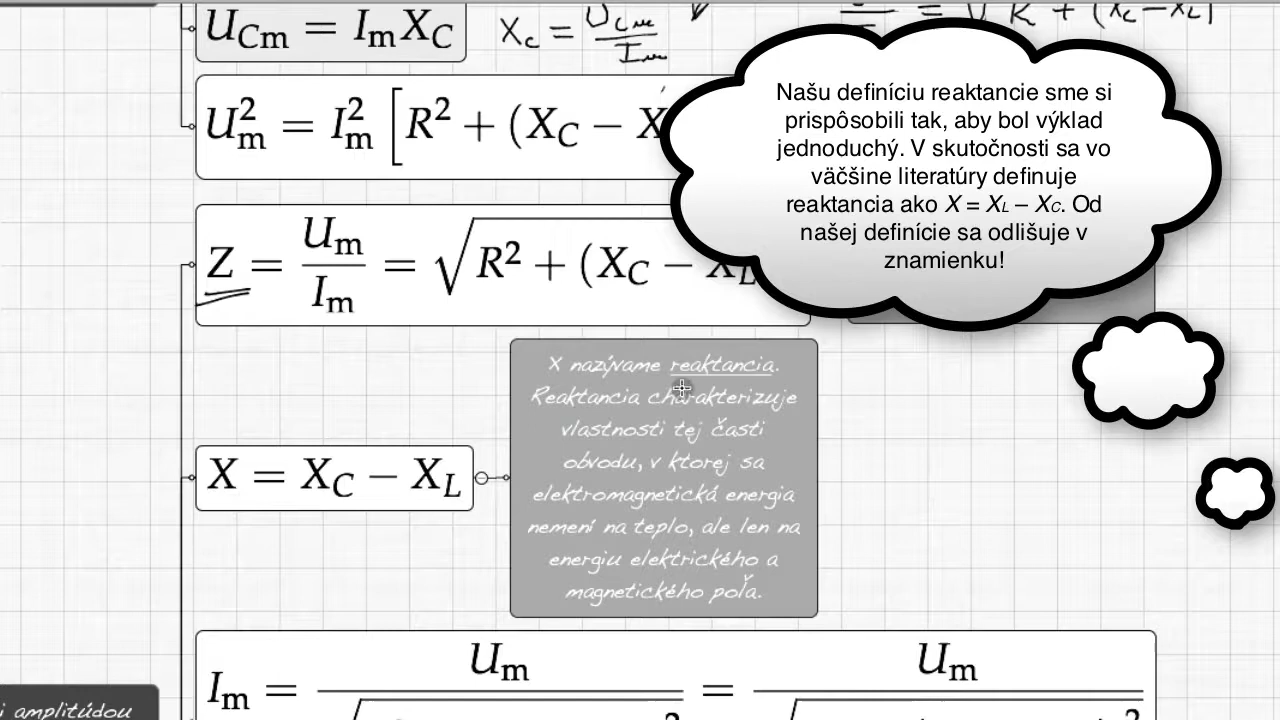 U_Cm = I_m X_C
X_c = U_Cm / I_m
= √ R + (X_C − X_L)
U_m² = I_m² [R² + (X_C − X
Z = U_m / I_m = √ R² + (X_C − X_L
Našu definíciu reaktancie sme si
prispôsobili tak, aby bol výklad
jednoduchý. V skutočnosti sa vo
väčšine literatúry definuje
reaktancia ako X = X_L – X_C. Od
našej definície sa odlišuje v
znamienku!
X nazývame reaktancia.
Reaktancia charakterizuje
vlastnosti tej časti
obvodu, v ktorej sa
elektromagnetická energia
nemení na teplo, ale len na
energiu elektrického a
magnetického poľa.
X = X_C − X_L
I_m = U_m = U_m
i amplitúdou